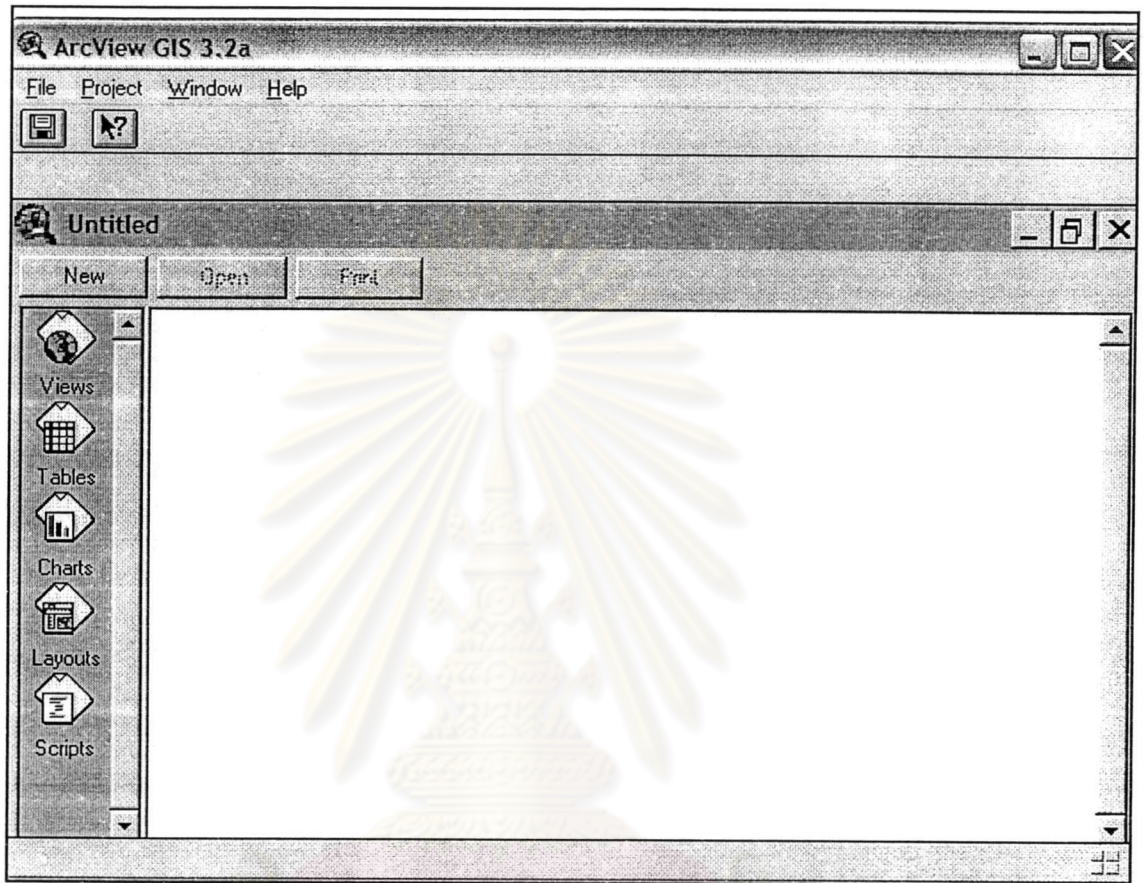 ArcView GIS 3.2a
File Project Window Help
Untitled
New Open Print
Views
Tables
Charts
Layouts
Scripts